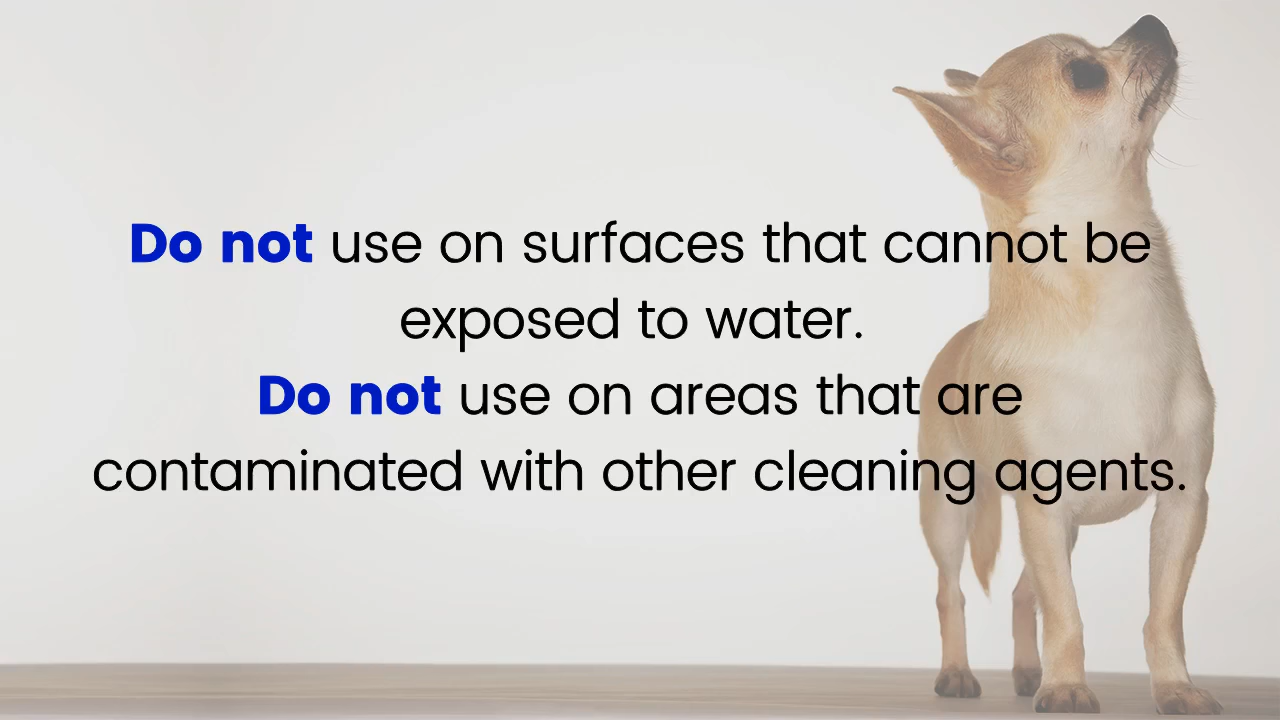 Do not use on surfaces that cannot be
exposed to water.
Do not use on areas that are
contaminated with other cleaning agents.